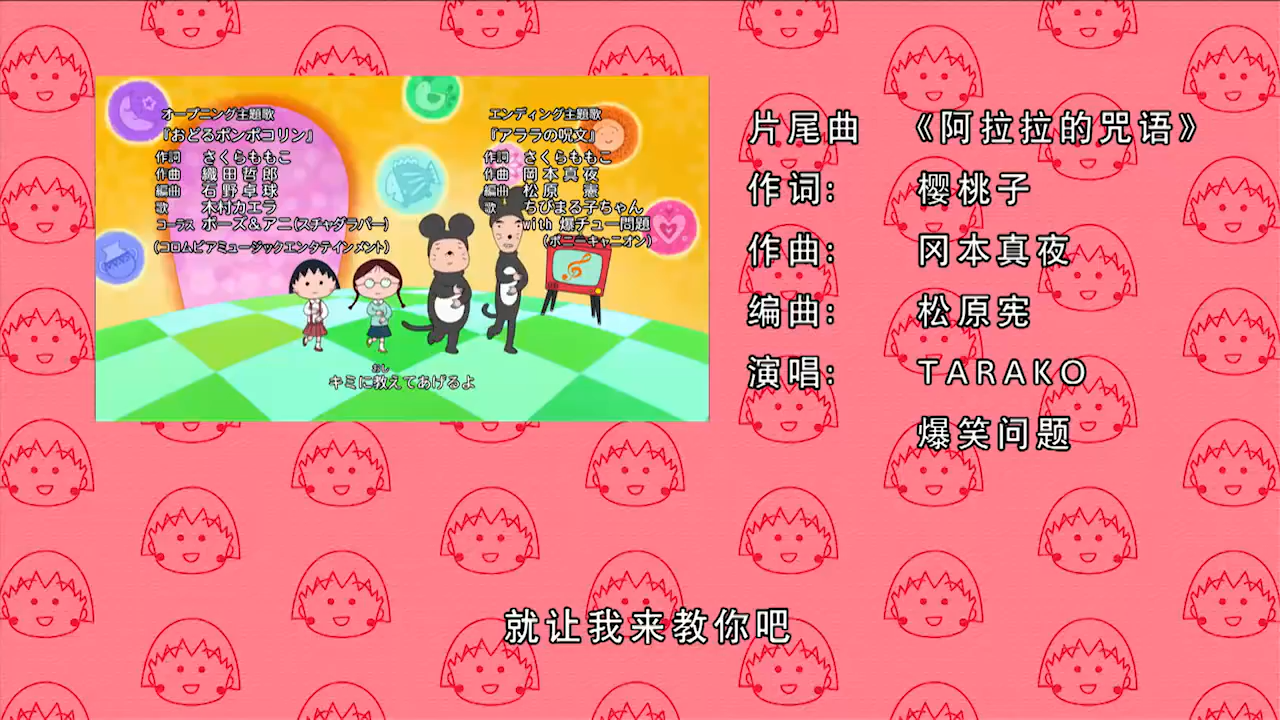 オープニング主題歌
『おどるポンポコリン』
作詞 さくらももこ
作曲 織田哲郎
編曲 石野卓球
歌 木村カエラ
コーラス ボーズ&アニ(スチャダラパー)
(コロムビアミュージックエンタテインメント)
エンディング主題歌
『アララの呪文』
作詞 さくらももこ
作曲 岡本真夜
編曲 松原 憲
歌 ちびまる子ちゃん
with 爆チュー問題
(ポニーキャニオン)
おし
キミに教えてあげるよ
片尾曲 《阿拉拉的咒语》
作词: 樱桃子
作曲: 冈本真夜
编曲: 松原宪
演唱: TARAKO
爆笑问题
就让我来教你吧